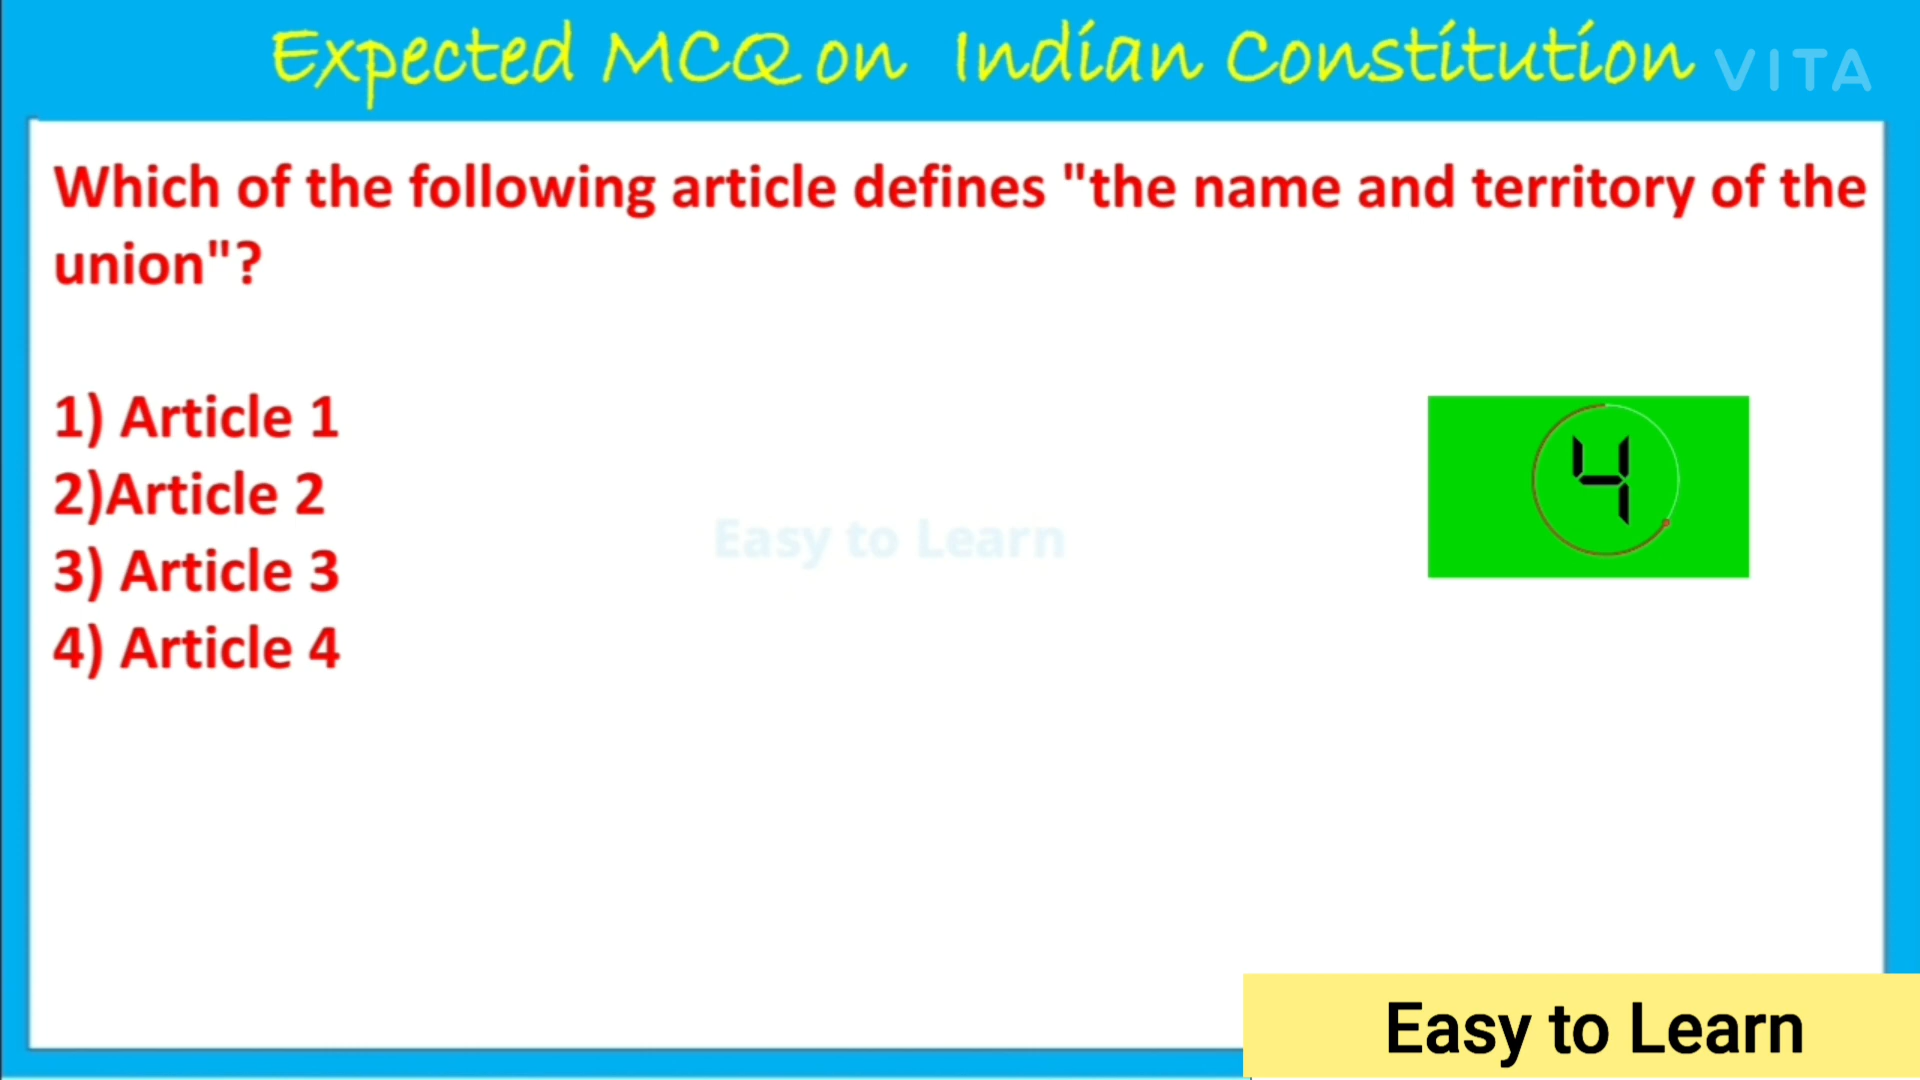 Expected MCQ on Indian Constitution
VITA
Which of the following article defines "the name and territory of the
union"?
1) Article 1
2)Article 2
3) Article 3
4) Article 4
4
Easy to Learn
Easy to Learn